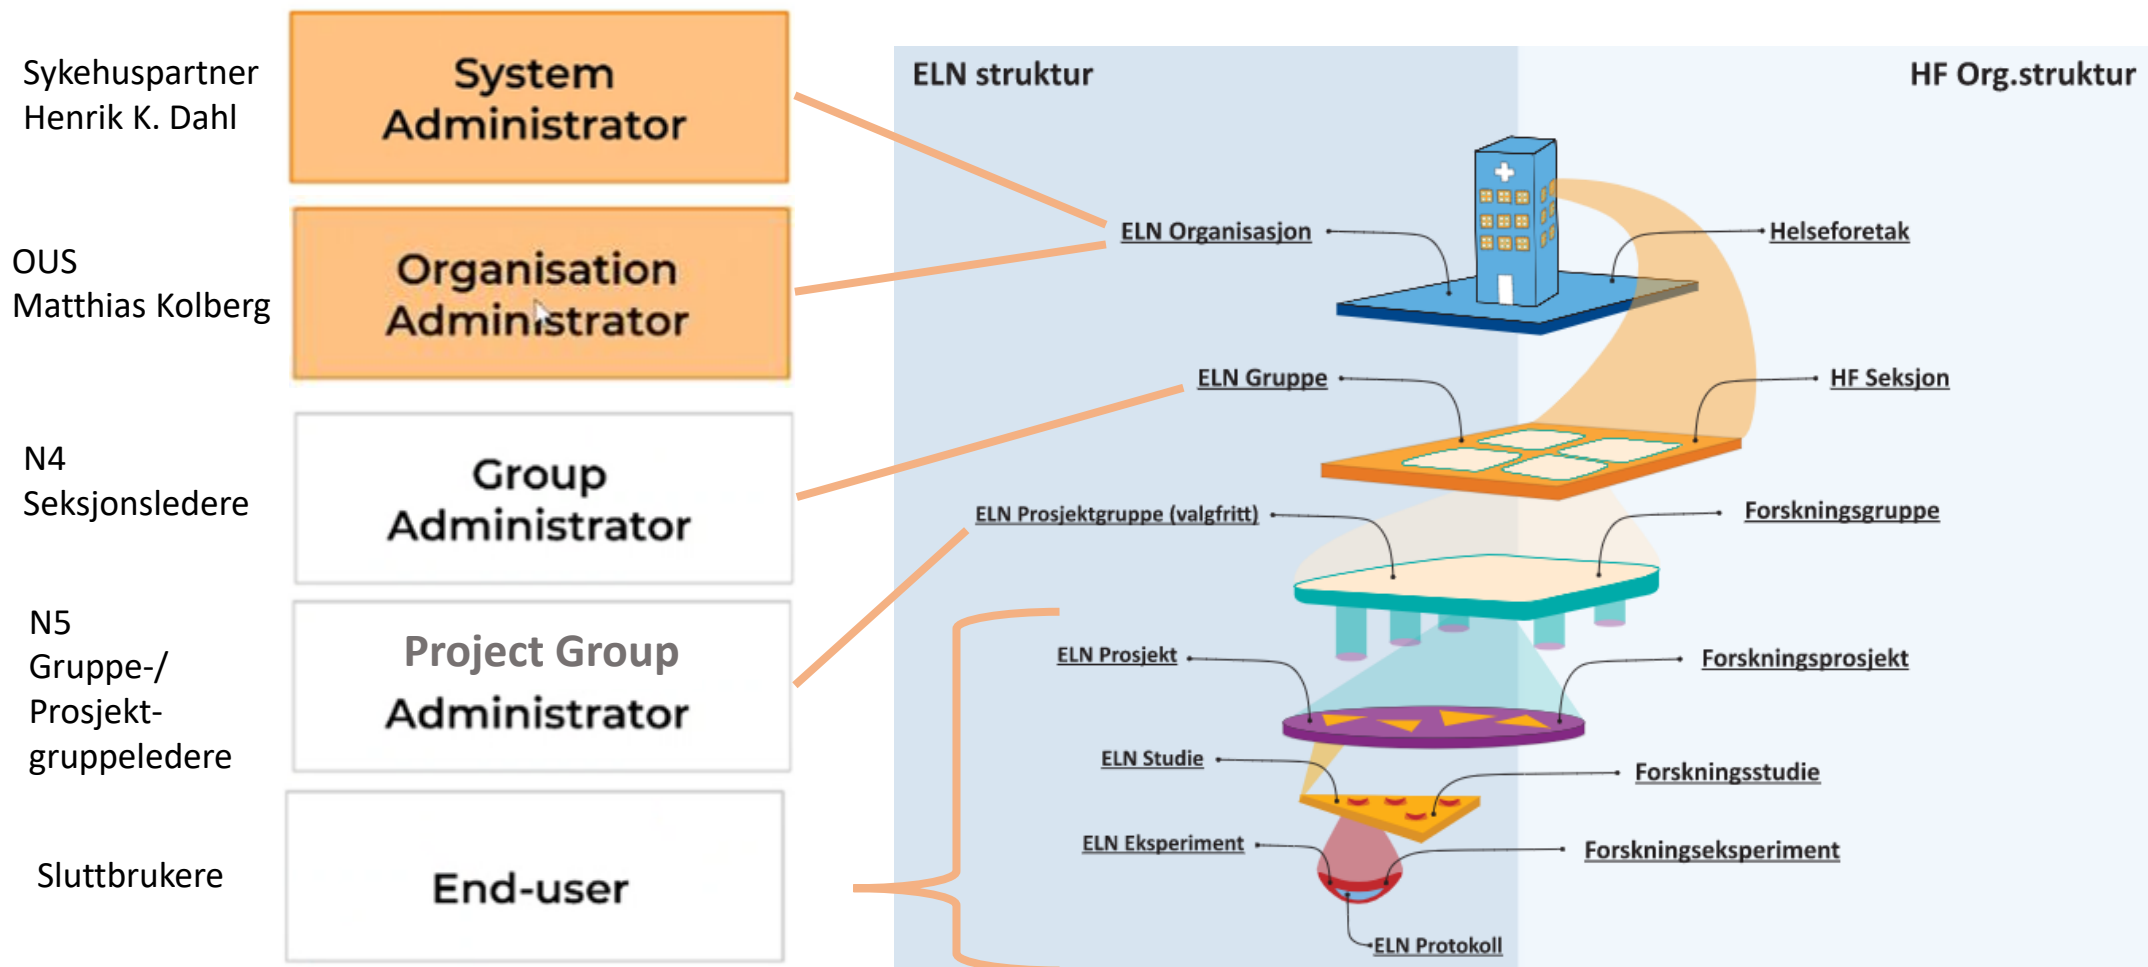 Sykehuspartner
Henrik K. Dahl
System
Administrator
OUS
Matthias Kolberg
Organisation
Administrator
N4
Seksjonsledere
Group
Administrator
N5
Gruppe-/
Prosjekt-
gruppeledere
Project Group
Administrator
Sluttbrukere
End-user
ELN struktur
HF Org.struktur
ELN Organisasjon
Helseforetak
ELN Gruppe
HF Seksjon
ELN Prosjektgruppe (valgfritt)
Forskningsgruppe
ELN Prosjekt
Forskningsprosjekt
ELN Studie
Forskningsstudie
ELN Eksperiment
Forskningseksperiment
ELN Protokoll